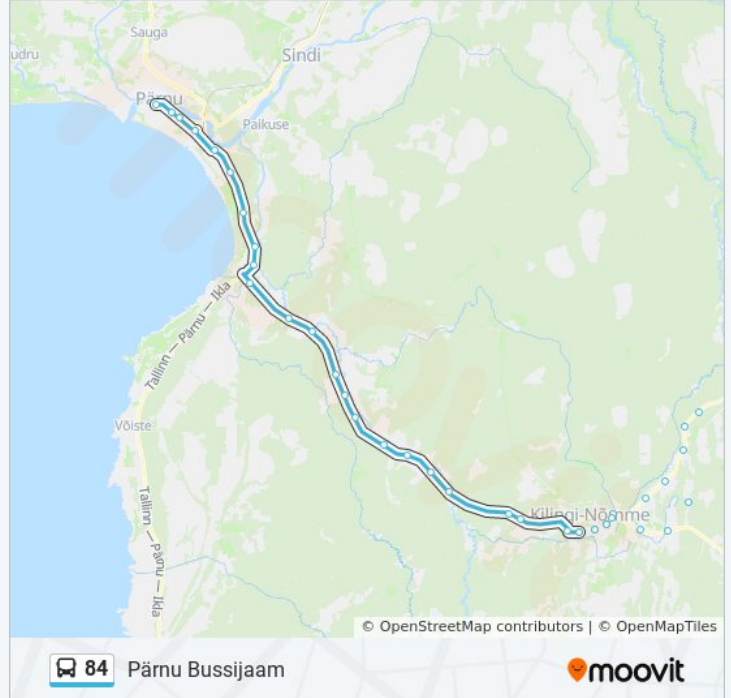 Sauga
udru
Sindi
Pärnu
Paikuse
Tallinn — Pärnu — Ikla
Võiste
Tallinn — Pärnu — Ikla
Kilingi-Nõmme
© OpenStreetMap contributors | © OpenMapTiles
84 Pärnu Bussijaam
moovit